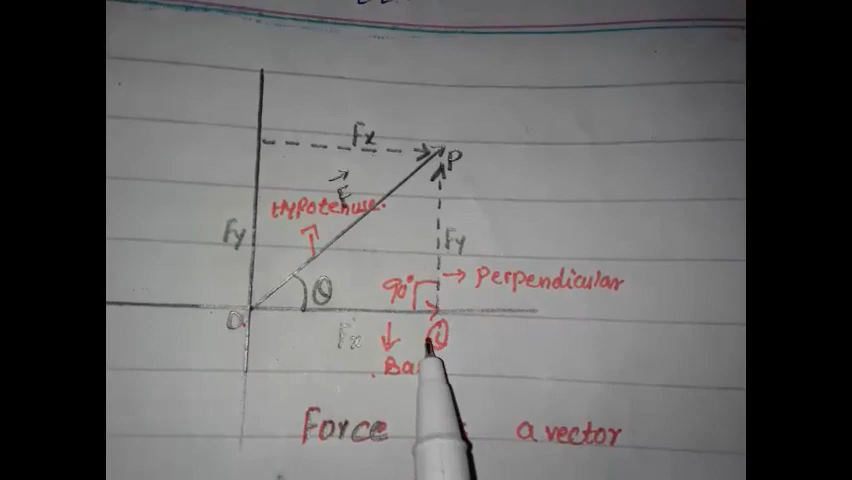 Fx
P
F
Hypotenuse.
Fy
Fy
θ
90°
→ Perpendicular
O
Fx
Force
a vector